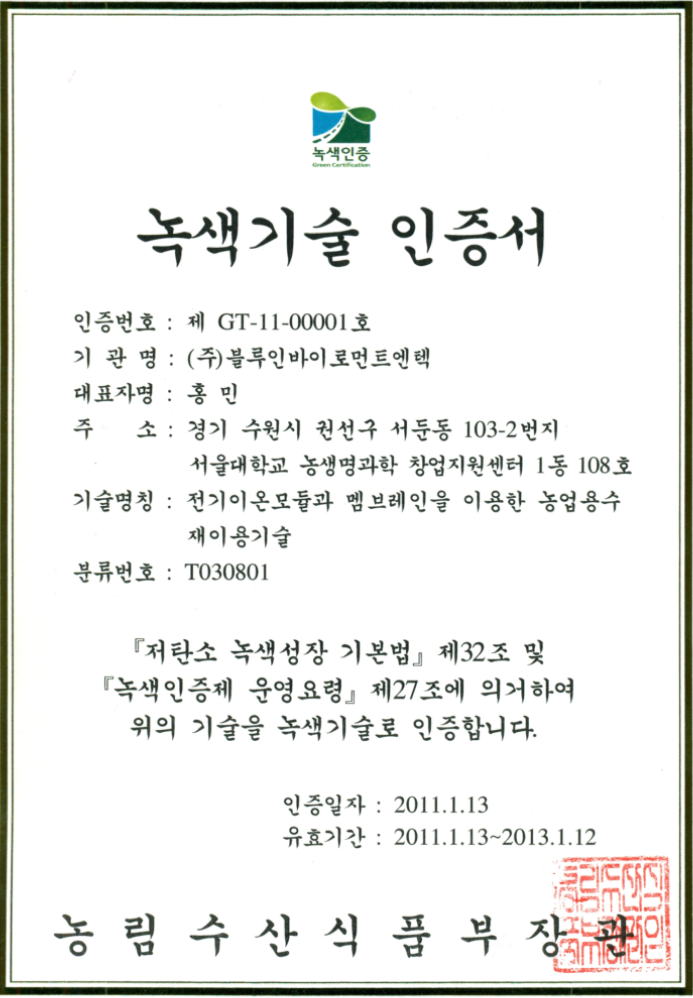 녹색인증
Green Certification
녹색기술 인증서
인증번호 : 제 GT-11-00001호
기 관 명 : (주)블루인바이로먼트엔텍
대표자명 : 홍 민
주 소 : 경기 수원시 권선구 서둔동 103-2번지
서울대학교 농생명과학 창업지원센터 1동 108호
기술명칭 : 전기이온모듈과 멤브레인을 이용한 농업용수
재이용기술
분류번호 : T030801
『저탄소 녹색성장 기본법』 제32조 및
『녹색인증제 운영요령』 제27조에 의거하여
위의 기술을 녹색기술로 인증합니다.
인증일자 : 2011.1.13
유효기간 : 2011.1.13~2013.1.12
농림수산식품부장관